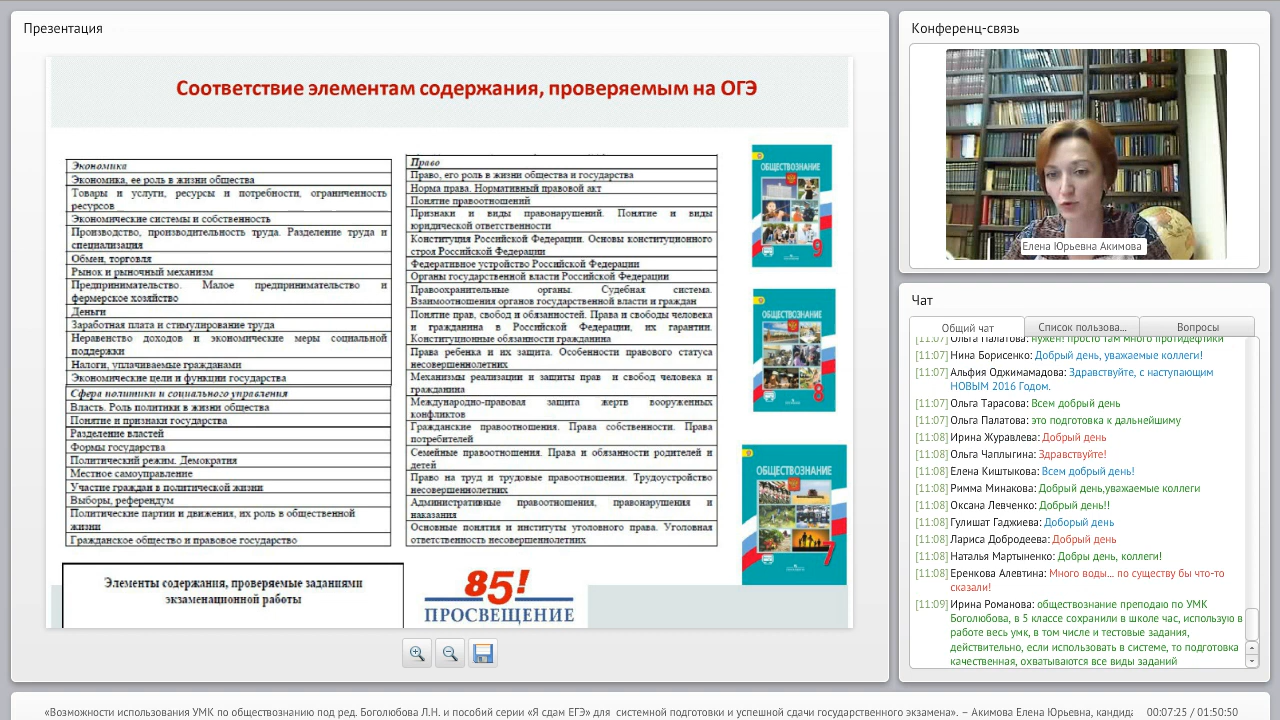 Презентация
Соответствие элементам содержания, проверяемым на ОГЭ
Экономика
Экономика, ее роль в жизни общества
Товары и услуги, ресурсы и потребности, ограниченность
ресурсов
Экономические системы и собственность
Производство, производительность труда. Разделение труда и
специализация
Обмен, торговля
Рынок и рыночный механизм
Предпринимательство. Малое предпринимательство и
фермерское хозяйство
Деньги
Заработная плата и стимулирование труда
Неравенство доходов и экономические меры социальной
поддержки
Налоги, уплачиваемые гражданами
Экономические цели и функции государства
Сфера политики и социального управления
Власть. Роль политики в жизни общества
Понятие и признаки государства
Разделение властей
Формы государства
Политический режим. Демократия
Местное самоуправление
Участие граждан в политической жизни
Выборы, референдум
Политические партии и движения, их роль в общественной
жизни
Гражданское общество и правовое государство
Право
Право, его роль в жизни общества и государства
Норма права. Нормативный правовой акт
Понятие правоотношений
Признаки и виды правонарушений. Понятие и виды
юридической ответственности
Конституция Российской Федерации. Основы конституционного
строя Российской Федерации
Федеративное устройство Российской Федерации
Органы государственной власти Российской Федерации
Правоохранительные органы. Судебная система.
Взаимоотношения органов государственной власти и граждан
Понятие прав, свобод и обязанностей. Права и свободы человека
и гражданина в Российской Федерации, их гарантии.
Конституционные обязанности гражданина
Права ребенка и их защита. Особенности правового статуса
несовершеннолетних
Механизмы реализации и защиты прав и свобод человека и
гражданина
Международно-правовая защита жертв вооруженных
конфликтов
Гражданские правоотношения. Права собственности. Права
потребителей
Семейные правоотношения. Права и обязанности родителей и
детей
Право на труд и трудовые правоотношения. Трудоустройство
несовершеннолетних
Административные правоотношения, правонарушения и
наказания
Основные понятия и институты уголовного права. Уголовная
ответственность несовершеннолетних
ОБЩЕСТВОЗНАНИЕ
9
ОБЩЕСТВОЗНАНИЕ
8
ОБЩЕСТВОЗНАНИЕ
7
Элементы содержания, проверяемые заданиями
экзаменационной работы
85!
ПРОСВЕЩЕНИЕ
Конференц-связь
Елена Юрьевна Акимова
Чат
Общий чат
Список пользова...
Вопросы
[11:07] Ольга Палатова: нужен! просто там много противдефтики
[11:07] Нина Борисенко: Добрый день, уважаемые коллеги!
[11:07] Альфия Оджимамадова: Здравствуйте, с наступающим
НОВЫМ 2016 Годом.
[11:07] Ольга Тарасова: Всем добрый день
[11:07] Ольга Палатова: это подготовка к дальнейшиму
[11:08] Ирина Журавлева: Добрый день
[11:08] Ольга Чаплыгина: Здравствуйте!
[11:08] Елена Киштыкова: Всем добрый день!
[11:08] Римма Минакова: Добрый день,уважаемые коллеги
[11:08] Оксана Левченко: Добрый день!!
[11:08] Гулишат Гаджиева: Доборый день
[11:08] Лариса Добродеева: Добрый день
[11:08] Наталья Мартыненко: Добры день, коллеги!
[11:08] Еренкова Алевтина: Много воды... по существу бы что-то
сказали!
[11:09] Ирина Романова: обществознание преподаю по УМК
Боголюбова, в 5 классе сохранили в школе час, использую в
работе весь умк, в том числе и тестовые задания,
действительно, если использовать в системе, то подготовка
качественная, охватываются все виды заданий
«Возможности использования УМК по обществознанию под ред. Боголюбова Л.Н. и пособий серии «Я сдам ЕГЭ» для системной подготовки и успешной сдачи государственного экзамена». – Акимова Елена Юрьевна, кандида
00:07:25 / 01:50:50